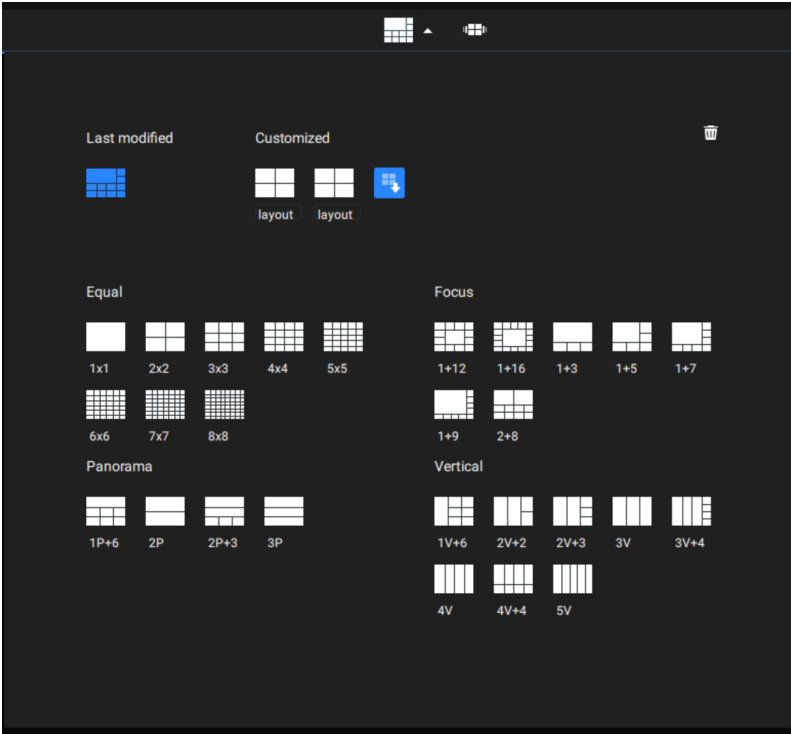 Last modified
Customized
layout
layout
Equal
Focus
1x1
2x2
3x3
4x4
5x5
1+12
1+16
1+3
1+5
1+7
6x6
7x7
8x8
1+9
2+8
Panorama
Vertical
1P+6
2P
2P+3
3P
1V+6
2V+2
2V+3
3V
3V+4
4V
4V+4
5V